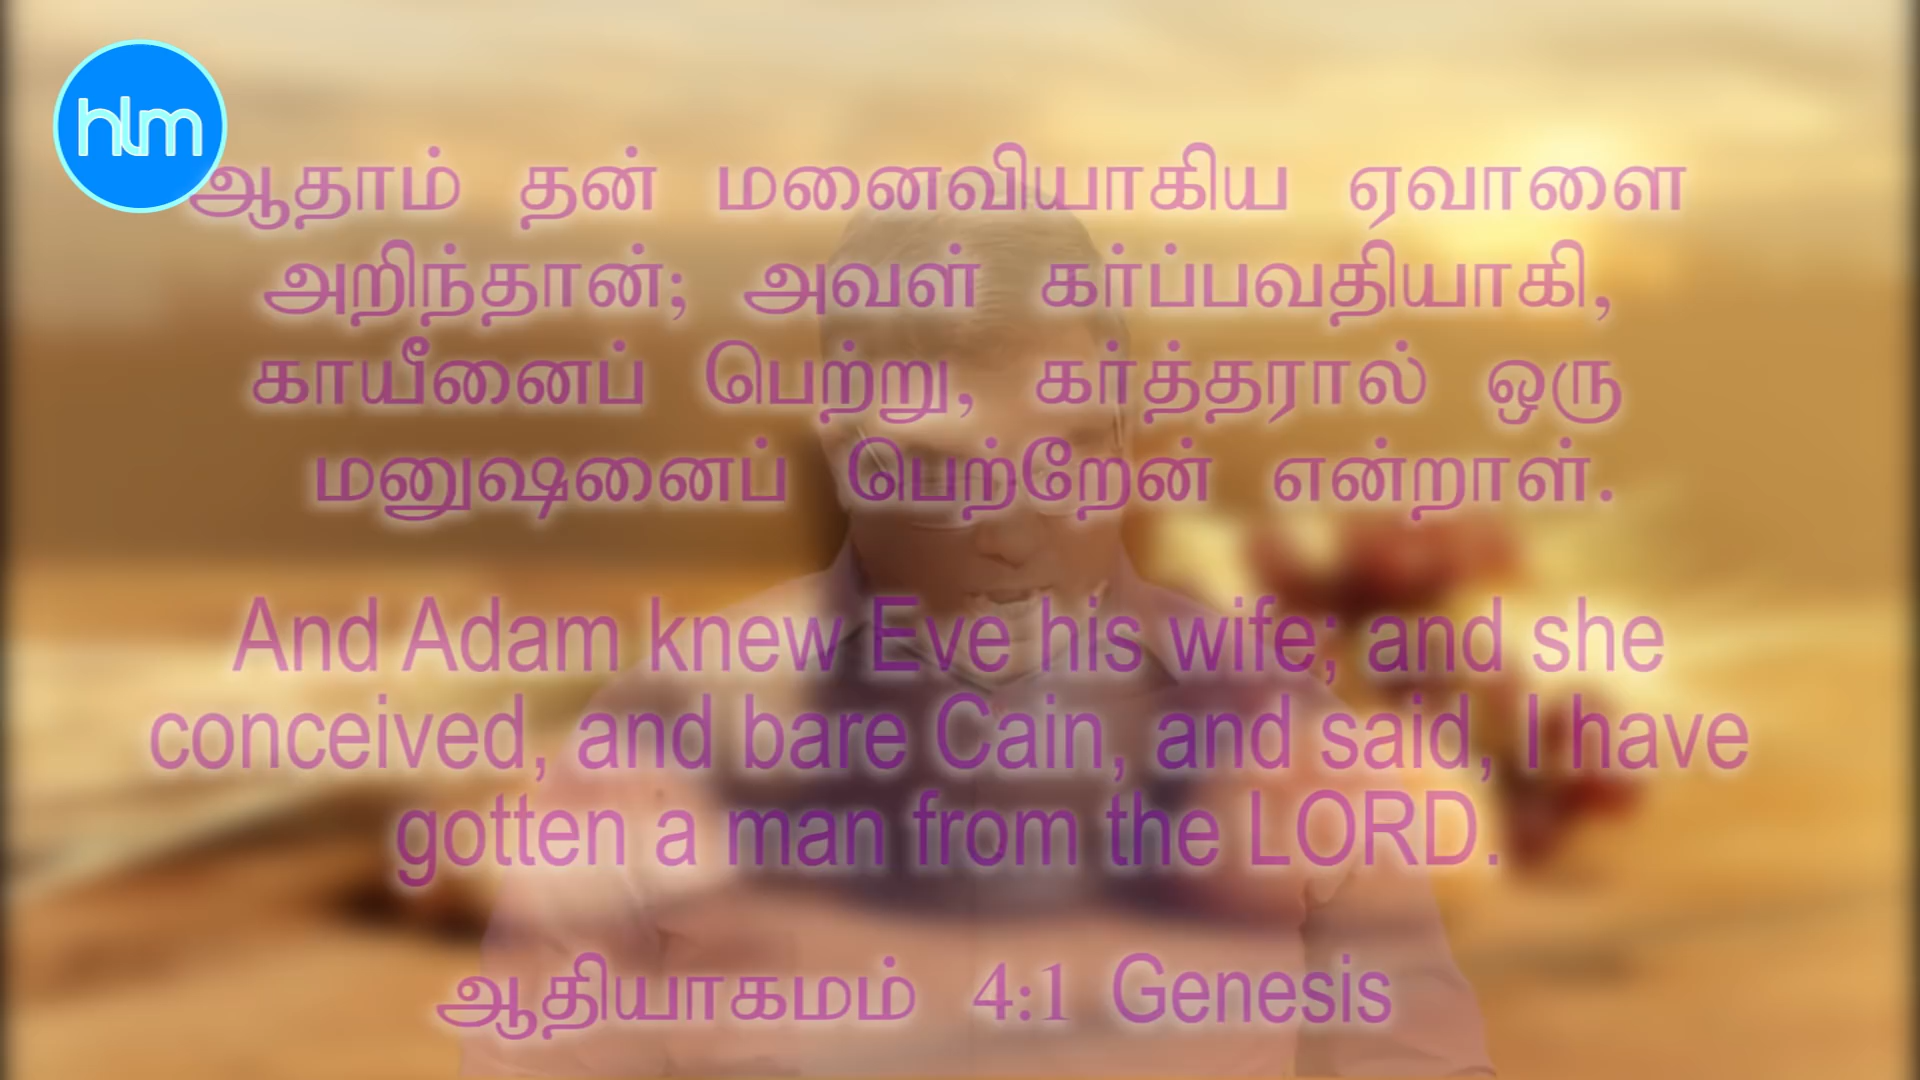 hlm
ஆதாம் தன் மனைவியாகிய ஏவாளை
அறிந்தான்; அவள் கர்ப்பவதியாகி,
காயீனைப் பெற்று, கர்த்தரால் ஒரு
மனுஷனைப் பெற்றேன் என்றாள்.
And Adam knew Eve his wife; and she
conceived, and bare Cain, and said, I have
gotten a man from the LORD.
ஆதியாகமம் 4:1 Genesis